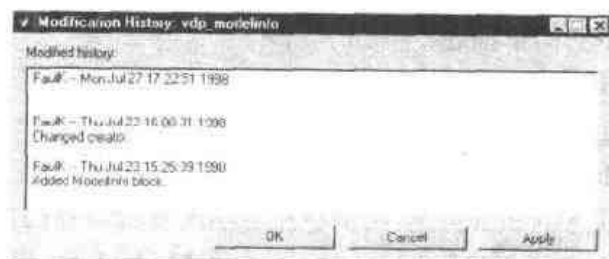 Modification History: vdp_modelinfo
Modified history:
FaulK - Mon Jul 27 17 22:51 1998
FaulK - Thu Jul 23 16 00:31 1998
Changed creator.
FaulK - Thu Jul 23 15:25:39 1998
Added ModelInfo block.
OK
Cancel
Apply